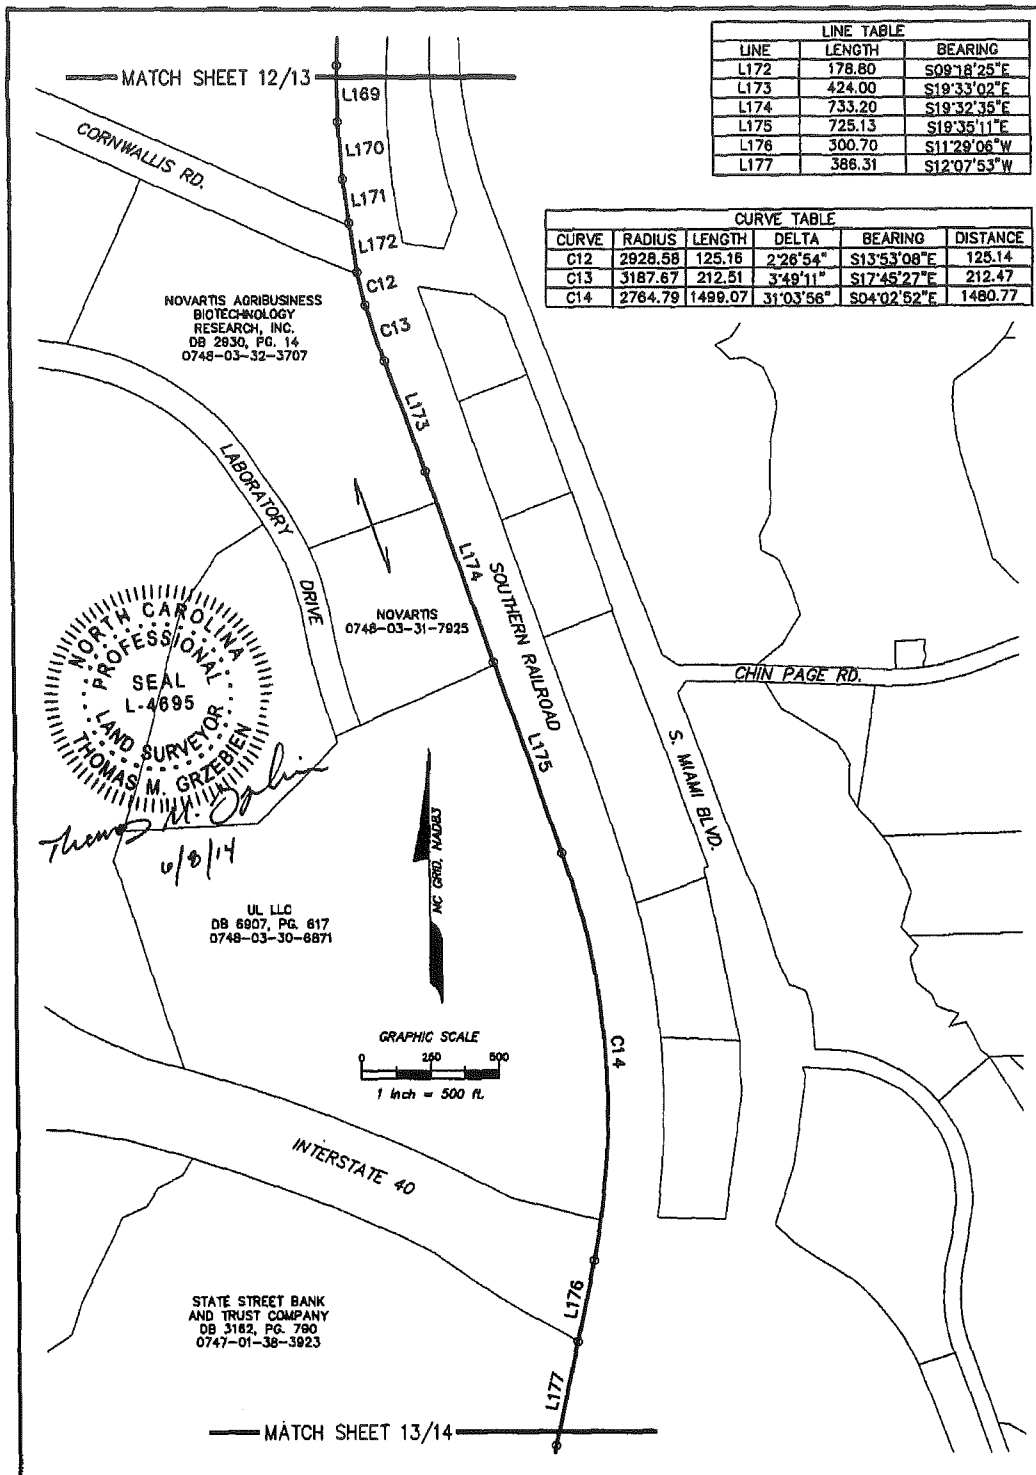 LINE TABLE
LINE LENGTH BEARING
L172 178.80 S09°18'25"E
L173 424.00 S19°33'02"E
L174 733.20 S19°32'35"E
L175 725.13 S19°35'11"E
L176 300.70 S11°29'06"W
L177 386.31 S12°07'53"W
CURVE TABLE
CURVE RADIUS LENGTH DELTA BEARING DISTANCE
C12 2928.58 125.16 2°26'54" S13°53'08"E 125.14
C13 3187.67 212.51 3°49'11" S17°45'27"E 212.47
C14 2764.79 1499.07 31°03'56" S04°02'52"E 1480.77
MATCH SHEET 12/13
L169
L170
L171
L172
C12
C13
L173
L174
L175
C14
L176
L177
CORNWALLIS RD.
NOVARTIS AGRIBUSINESS
BIOTECHNOLOGY
RESEARCH, INC.
DB 2930, PG. 14
0748-03-32-3707
LABORATORY
DRIVE
NOVARTIS
0748-03-31-7925
SOUTHERN RAILROAD
CHIN PAGE RD.
S. MIAMI BLVD.
NORTH CAROLINA
PROFESSIONAL
SEAL
L-4695
LAND SURVEYOR
THOMAS M. GRZEBIEN
Thomas M.
6/8/14
UL LLC
DB 6907, PG. 617
0748-03-30-6871
NC GRID, NAD83
GRAPHIC SCALE
0 250 500
1 inch = 500 ft.
INTERSTATE 40
STATE STREET BANK
AND TRUST COMPANY
DB 3162, PG. 790
0747-01-38-3923
MATCH SHEET 13/14